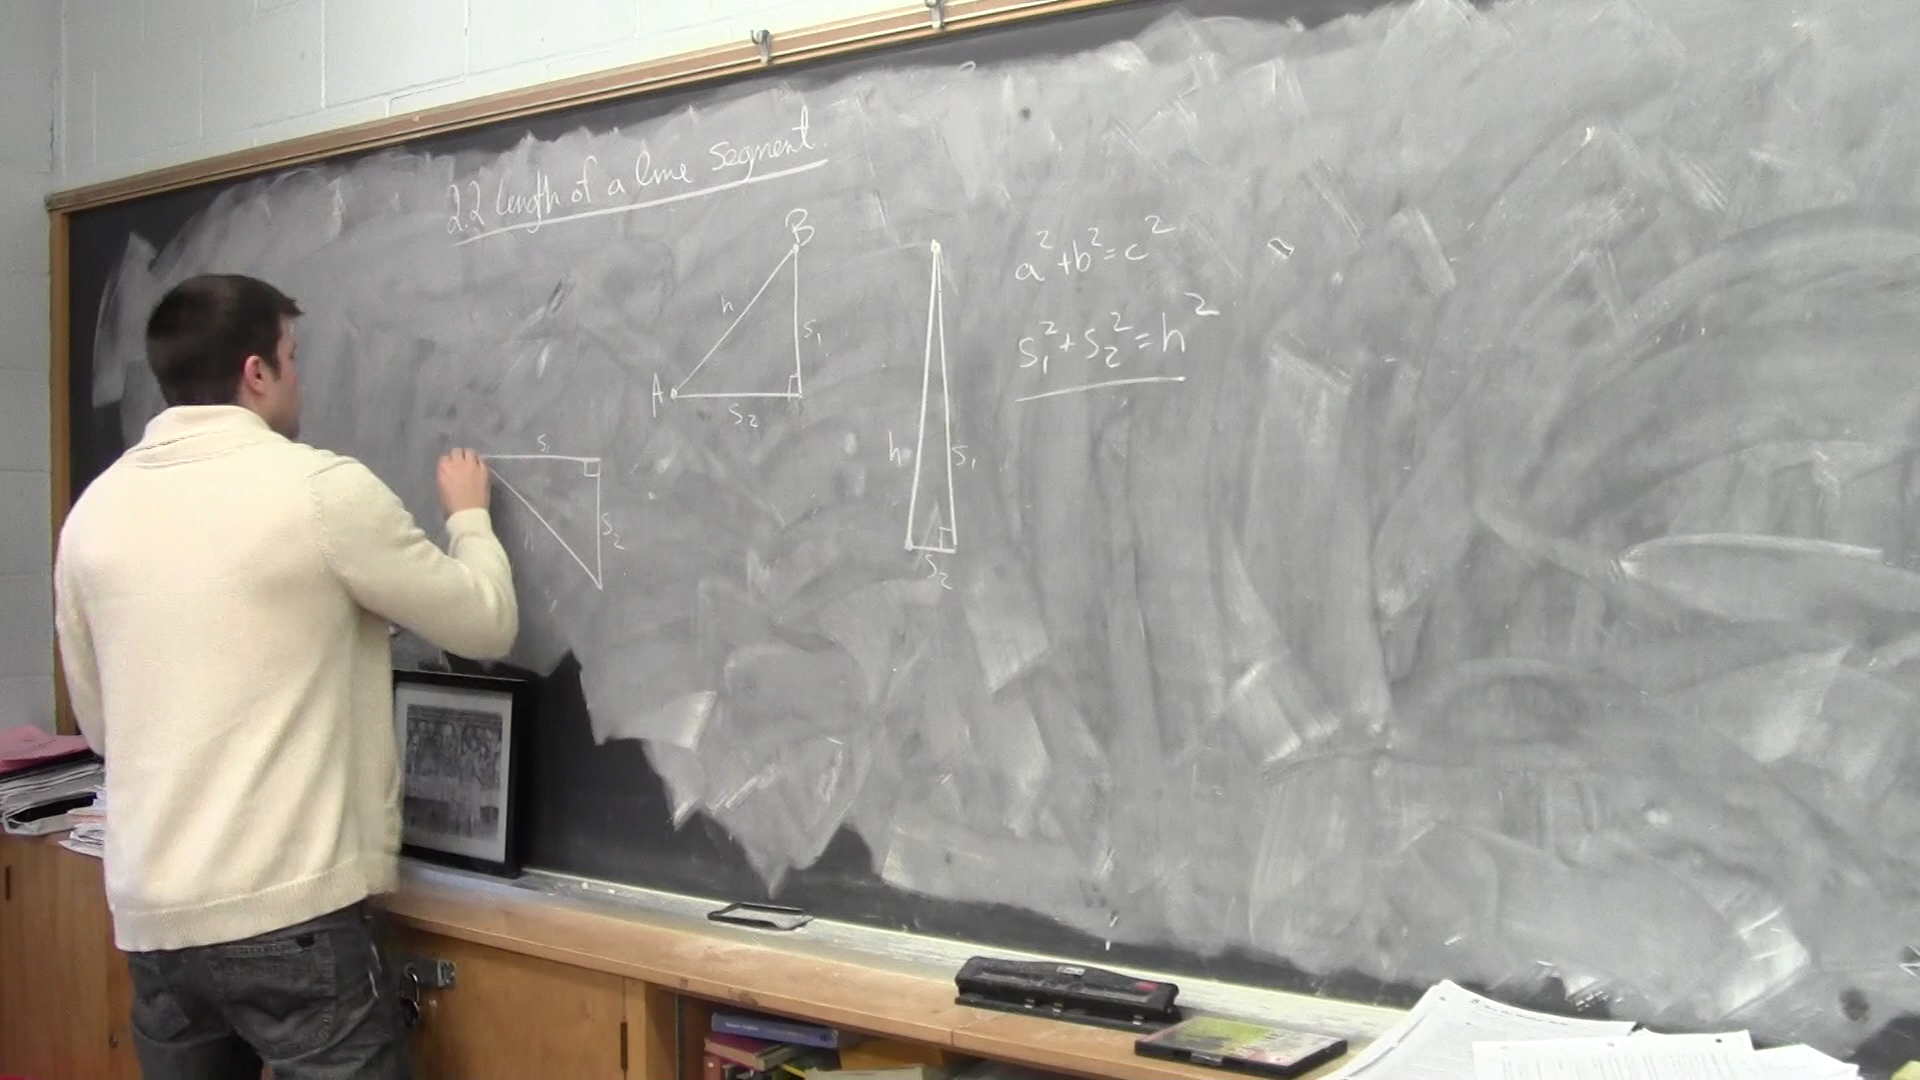 2.2 Length of a line segment.
B
h
S₁
A
S₂
a²+b²=c²
S₁²+S₂²=h²
h
S₁
S₂
S₁
S₂
h